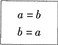 a = b
b = a